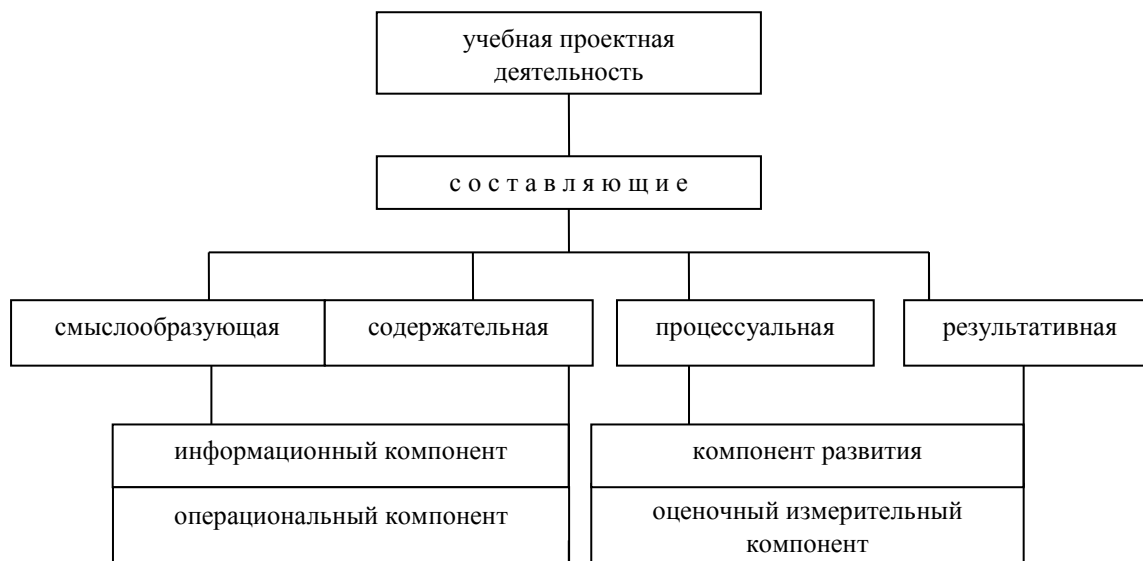 учебная проектная
деятельность
с о с т а в л я ю щ и е
смыслообразующая
содержательная
процессуальная
результативная
информационный компонент
компонент развития
операциональный компонент
оценочный измерительный
компонент